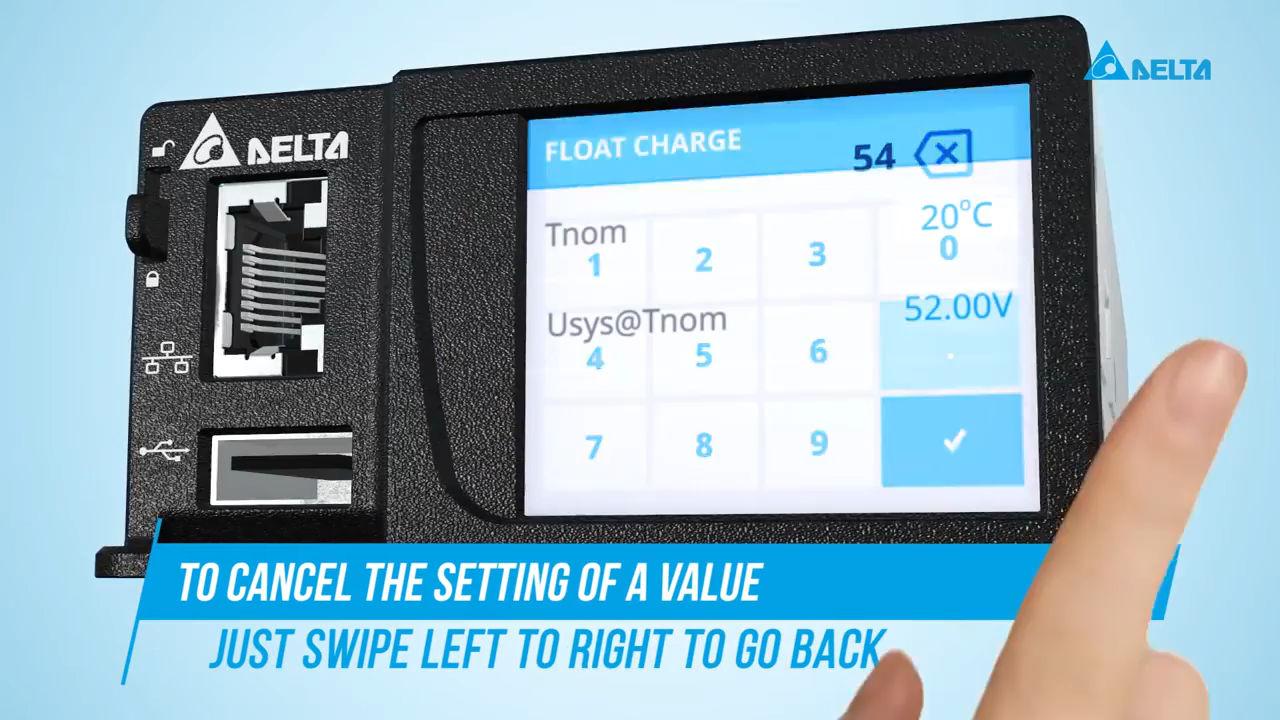 DELTA
DELTA
FLOAT CHARGE
54
Tnom
20°C
1
2
3
0
Usys@Tnom
52.00V
4
5
6
.
7
8
9
TO CANCEL THE SETTING OF A VALUE
JUST SWIPE LEFT TO RIGHT TO GO BACK